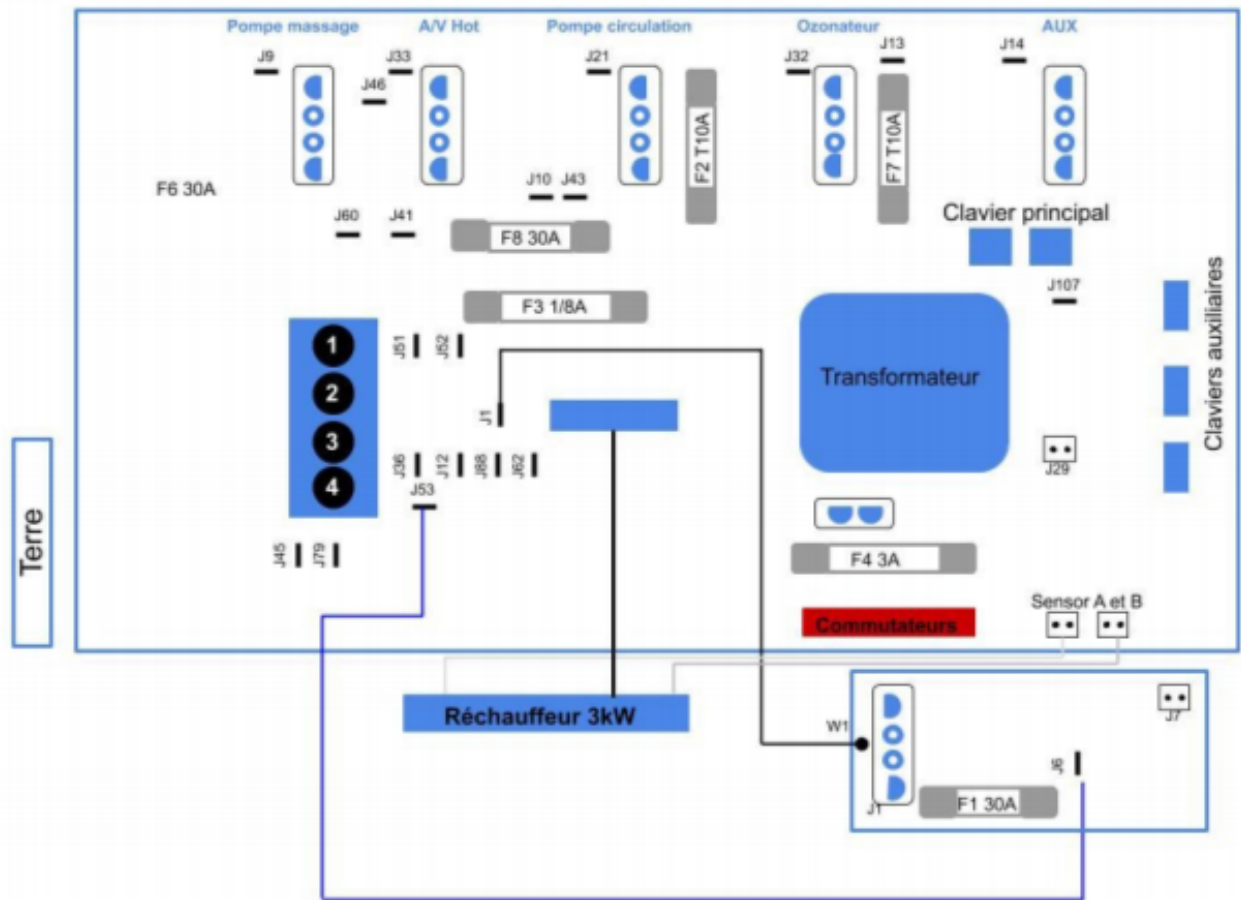 Pompe massage
A/V Hot
Pompe circulation
Ozonateur
AUX
J9
J33
J46
J21
J32
J13
J14
F6 30A
F2 T10A
F7 T10A
J10
J43
J60
J41
F8 30A
Clavier principal
J107
F3 1/8A
Claviers auxiliaires
1
2
3
4
J51
J52
Transformateur
J1
J36
J12
J88
J62
J53
J29
Terre
J45
J79
F4 3A
Commutateurs
Sensor A et B
Réchauffeur 3kW
W1
J7
J6
J1
F1 30A